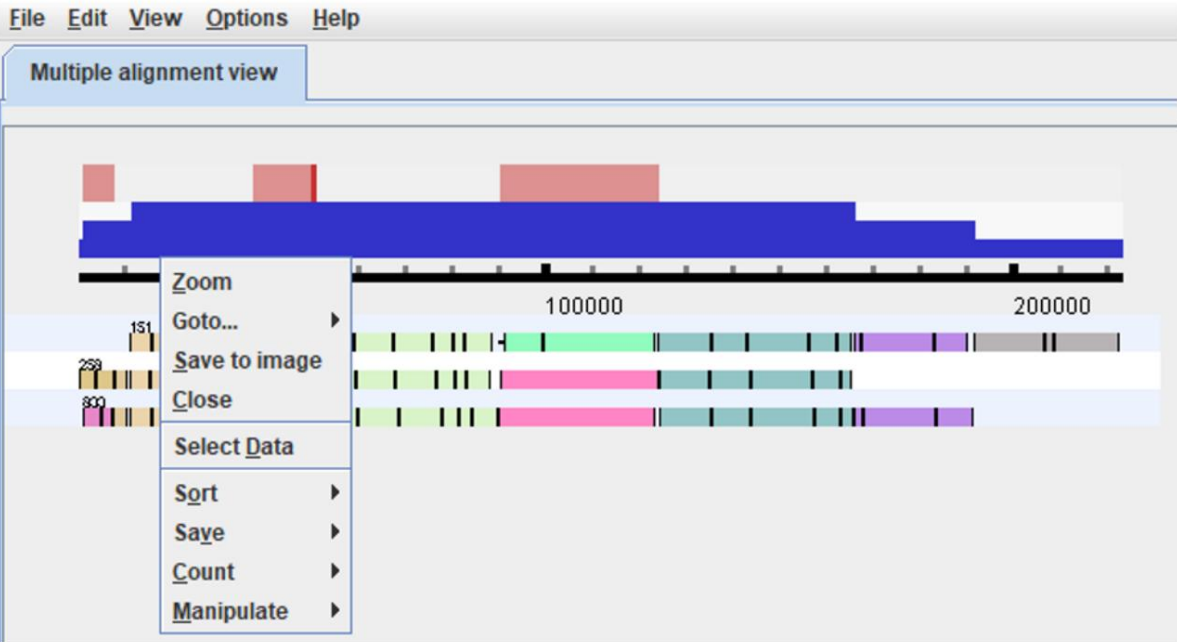 File Edit View Options Help
Multiple alignment view
Zoom
Goto...
100000 200000
151
Save to image
259
Close
800
Select Data
Sort
Save
Count
Manipulate